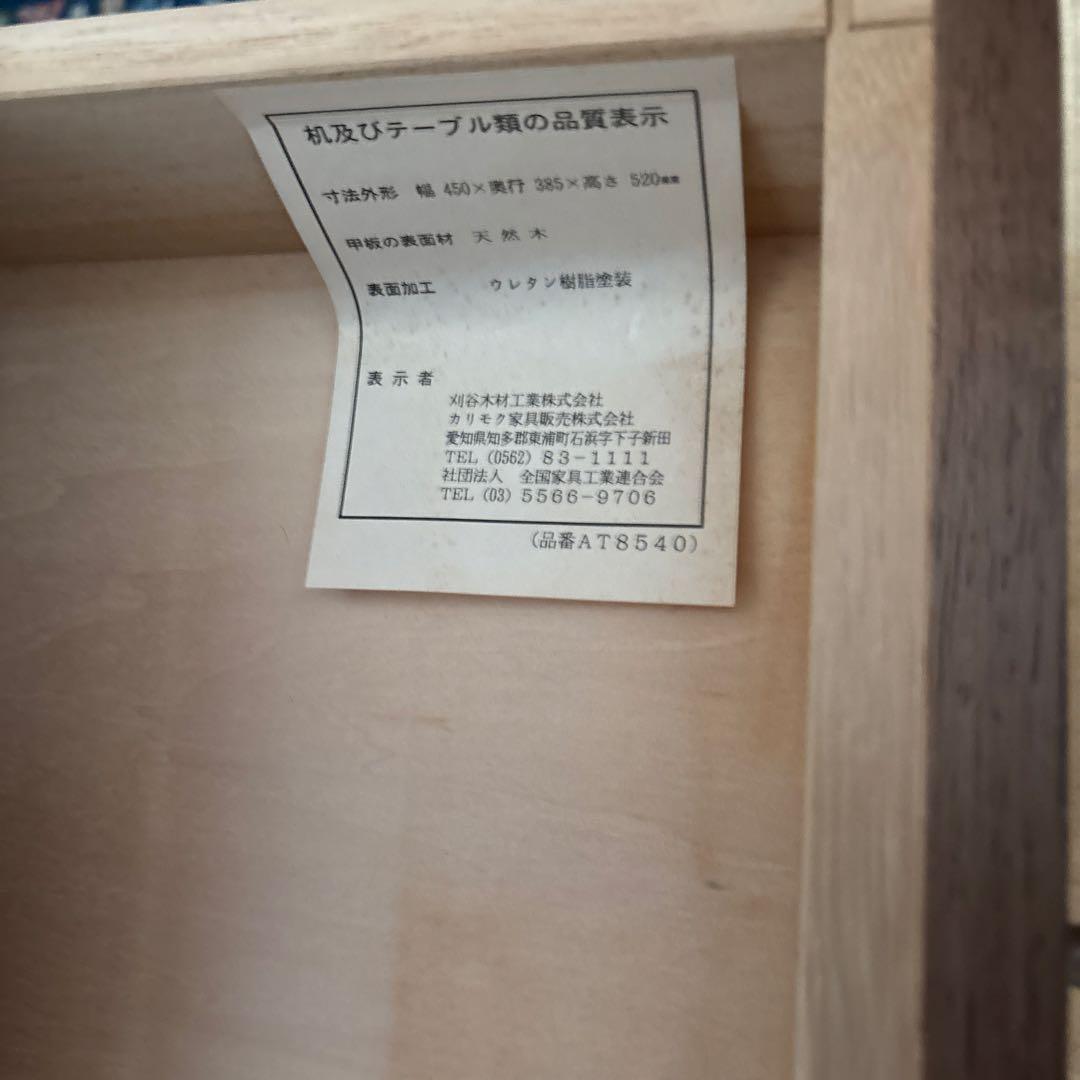 机及びテーブル類の品質表示
寸法外形 幅 450×奥行 385×高さ 520mm
甲板の表面材 天然木
表面加工 ウレタン樹脂塗装
表示者
刈谷木材工業株式会社
カリモク家具販売株式会社
愛知県知多郡東浦町石浜字下子新田
TEL (0562) 83-1111
社団法人 全国家具工業連合会
TEL (03) 5566-9706
(品番AT8540)